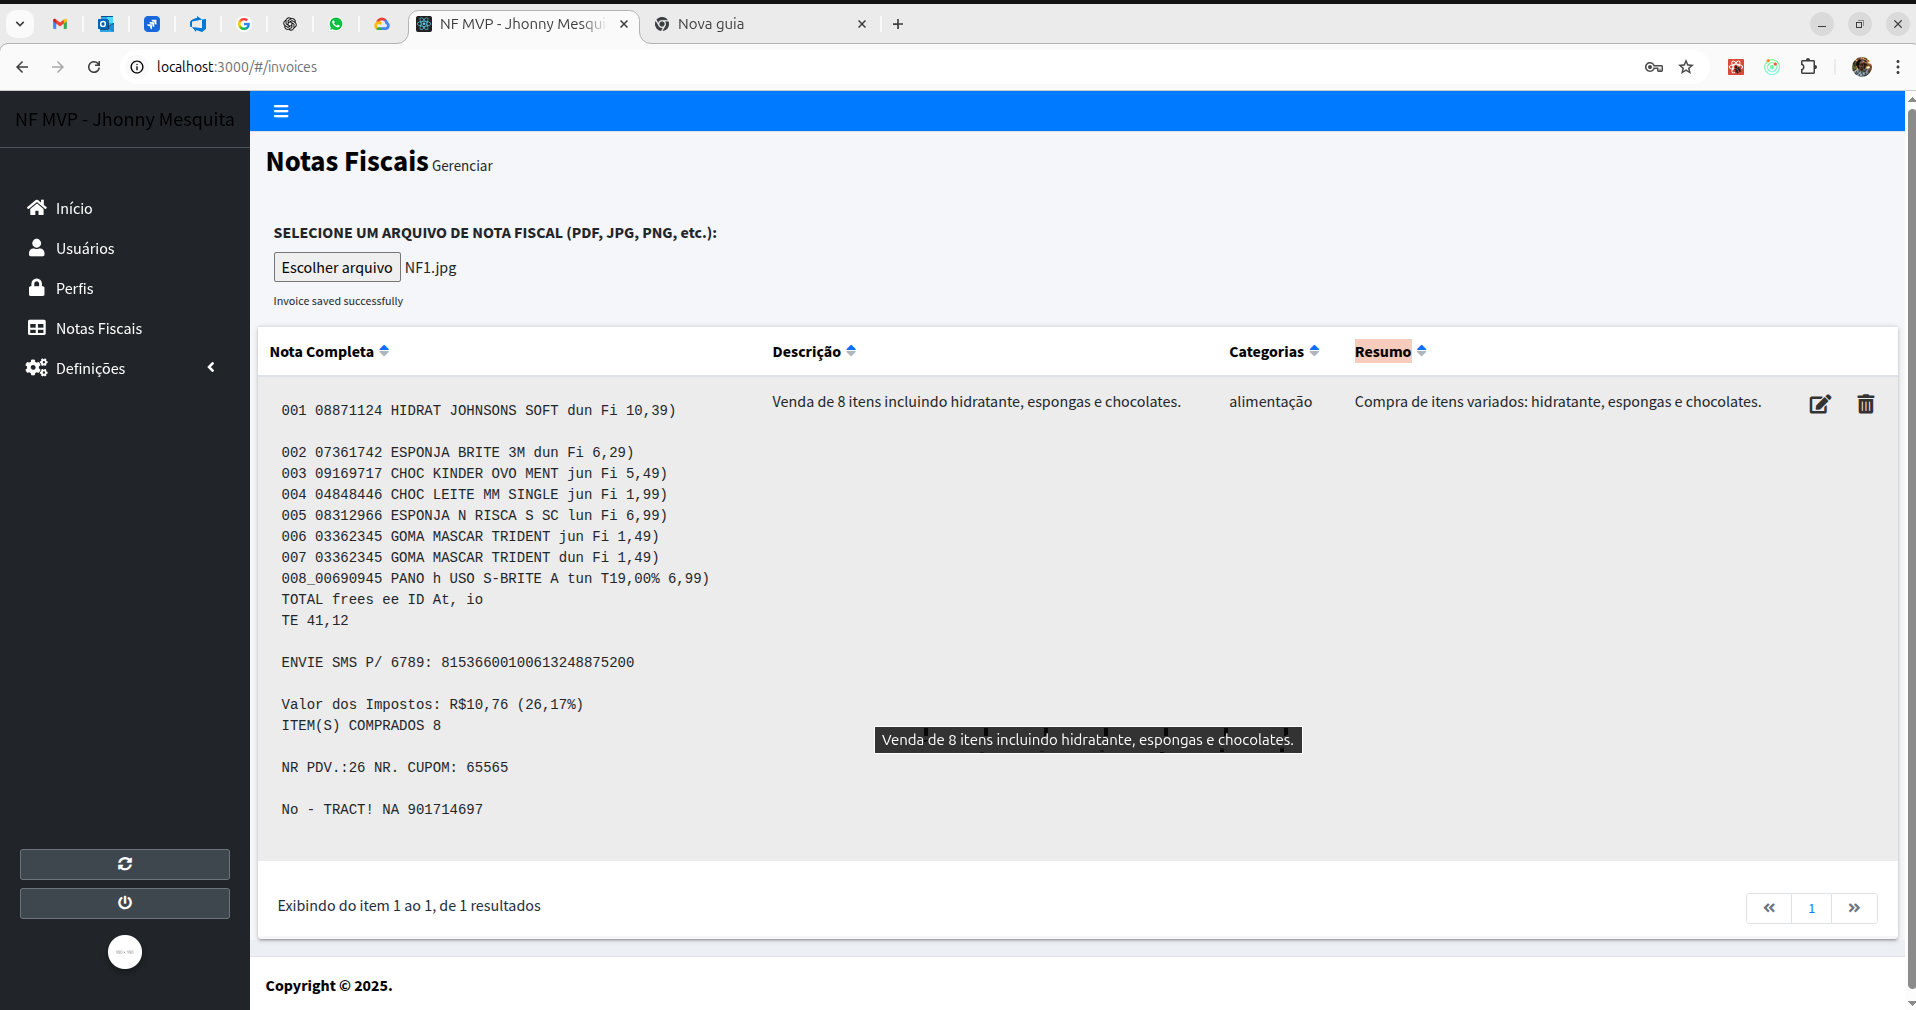 NF MVP - Jhonny Mesqui
Nova guia
localhost:3000/#/invoices
NF MVP - Jhonny Mesquita
Início
Usuários
Perfis
Notas Fiscais
Definições
Notas Fiscais Gerenciar
SELECIONE UM ARQUIVO DE NOTA FISCAL (PDF, JPG, PNG, etc.):
Escolher arquivo NF1.jpg
Invoice saved successfully
Nota Completa Descrição Categorias Resumo
001 08871124 HIDRAT JOHNSONS SOFT dun Fi 10,39)
Venda de 8 itens incluindo hidratante, espongas e chocolates. alimentação Compra de itens variados: hidratante, espongas e chocolates.
002 07361742 ESPONJA BRITE 3M dun Fi 6,29)
003 09169717 CHOC KINDER OVO MENT jun Fi 5,49)
004 04848446 CHOC LEITE MM SINGLE jun Fi 1,99)
005 08312966 ESPONJA N RISCA S SC lun Fi 6,99)
006 03362345 GOMA MASCAR TRIDENT jun Fi 1,49)
007 03362345 GOMA MASCAR TRIDENT dun Fi 1,49)
008_00690945 PANO h USO S-BRITE A tun T19,00% 6,99)
TOTAL frees ee ID At, io
TE 41,12
ENVIE SMS P/ 6789: 81536600100613248875200
Valor dos Impostos: R$10,76 (26,17%)
ITEM(S) COMPRADOS 8
Venda de 8 itens incluindo hidratante, espongas e chocolates.
NR PDV.:26 NR. CUPOM: 65565
No - TRACT! NA 901714697
Exibindo do item 1 ao 1, de 1 resultados
« 1 »
Copyright © 2025.